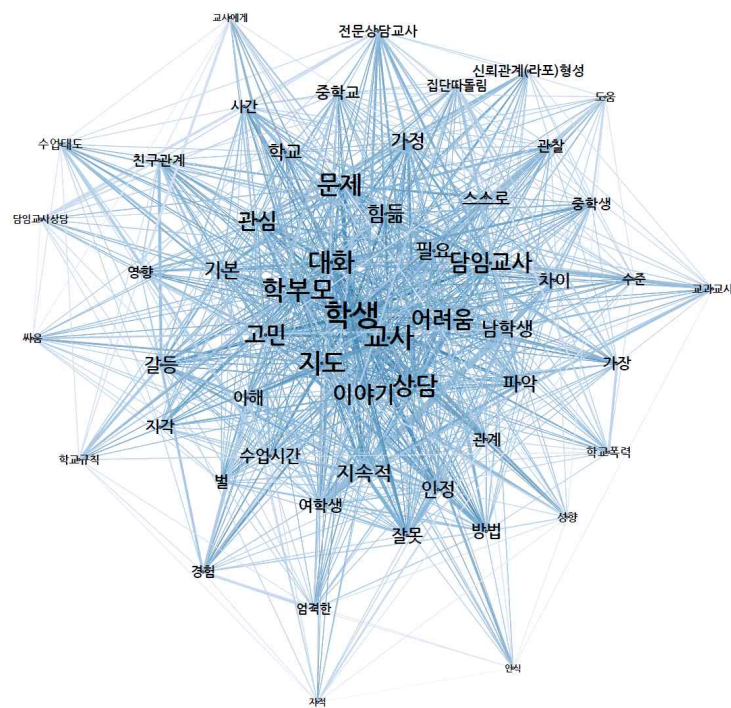 교사에게
전문상담교사
신뢰관계(라포)형성
중학교
집단따돌림
도움
사간
수업태도
친구관계
학교
가정
관찰
문제
스스로
중학생
담임교사상담
관심
힘듦
영향
기본
대화
필요
담임교사
차이
수준
교과교사
학부모
학생
어려움
남학생
싸움
고민
교사
갈등
지도
상담
파악
가장
이해
이야기
자각
관계
학교폭력
학교규칙
수업시간
지속적
벌
여학생
인정
성향
잘못
방법
경험
엄격한
인식
지적